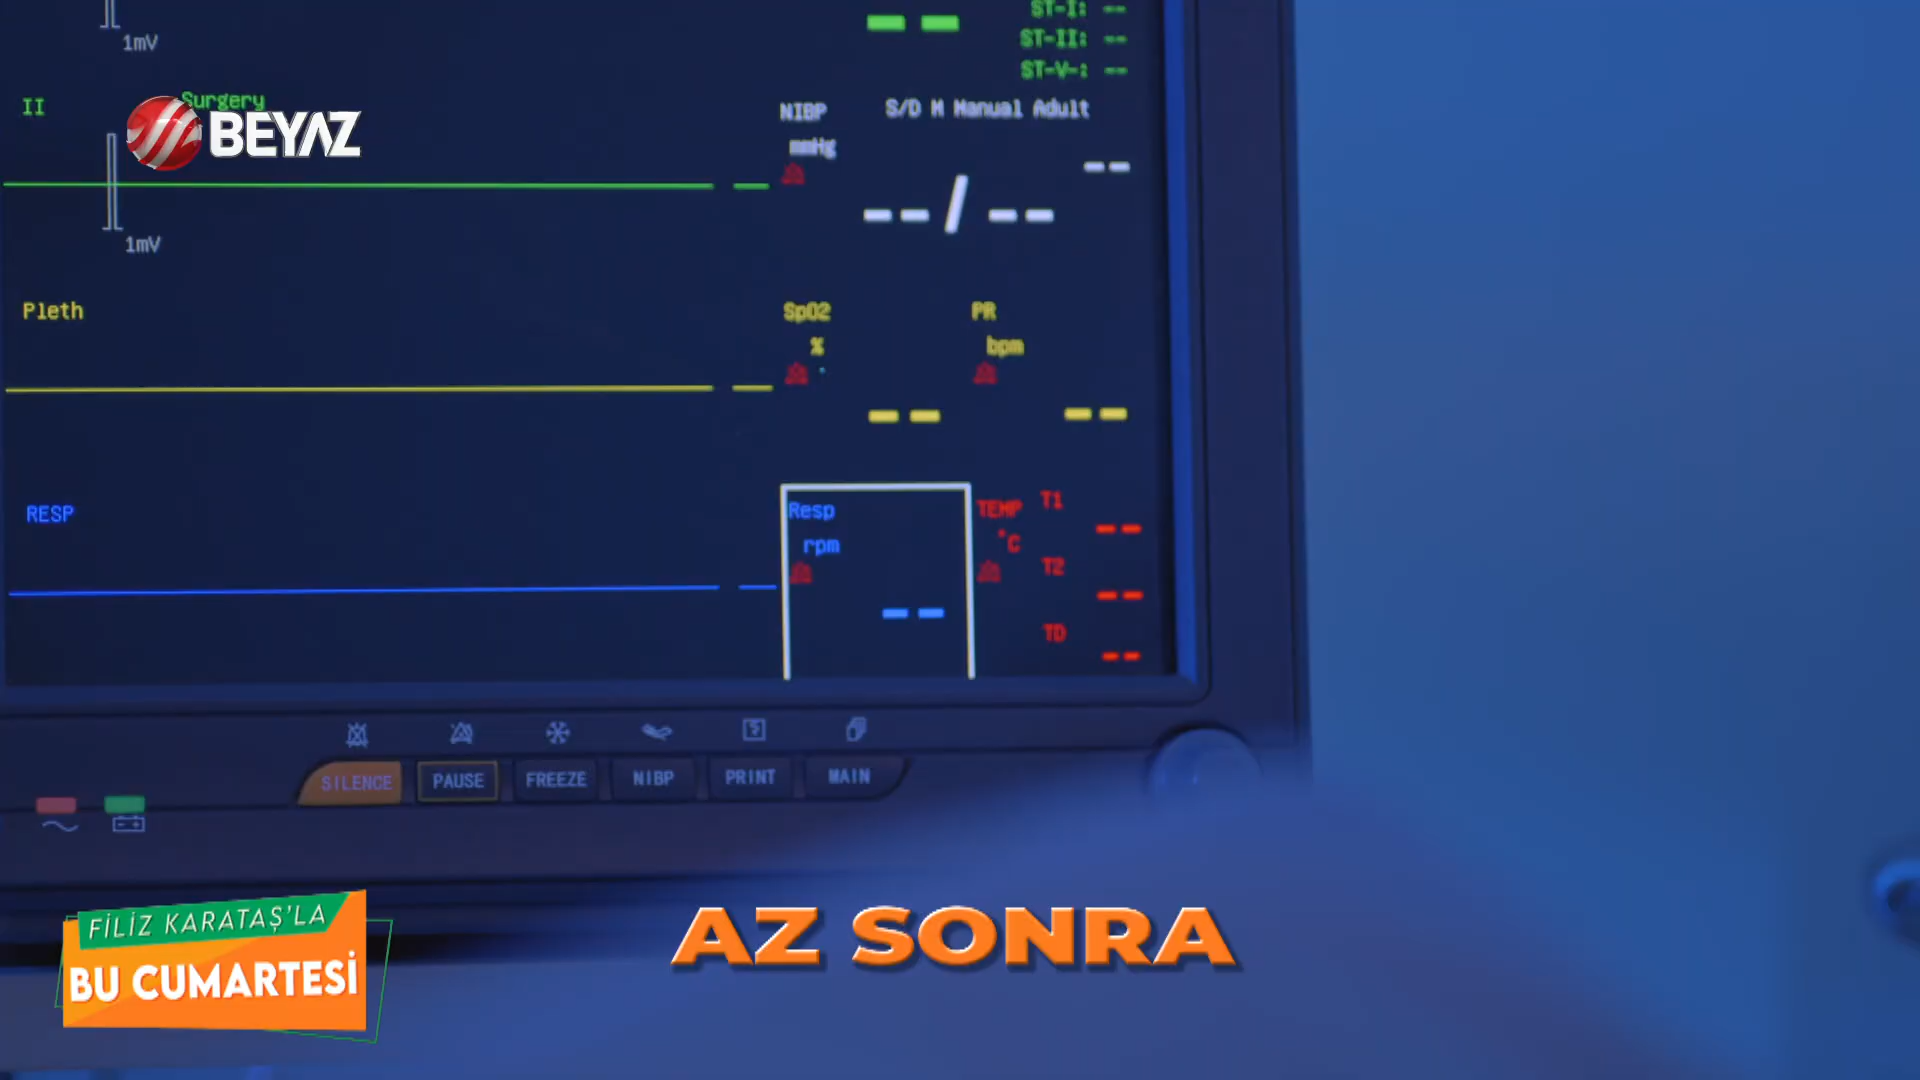 ST-I: --
1mV
ST-II: --
ST-V-: --
II
Surgery
BEYAZ
NIBP
S/D M Manual Adult
mmHg
--
-- / --
1mV
Pleth
SpO2
PR
%
bpm
--
--
RESP
Resp
rpm
--
TEMP
°C
T1 --
T2 --
TD --
SILENCE
PAUSE
FREEZE
NIBP
PRINT
MAIN
FİLİZ KARATAŞ'LA
BU CUMARTESİ
AZ SONRA